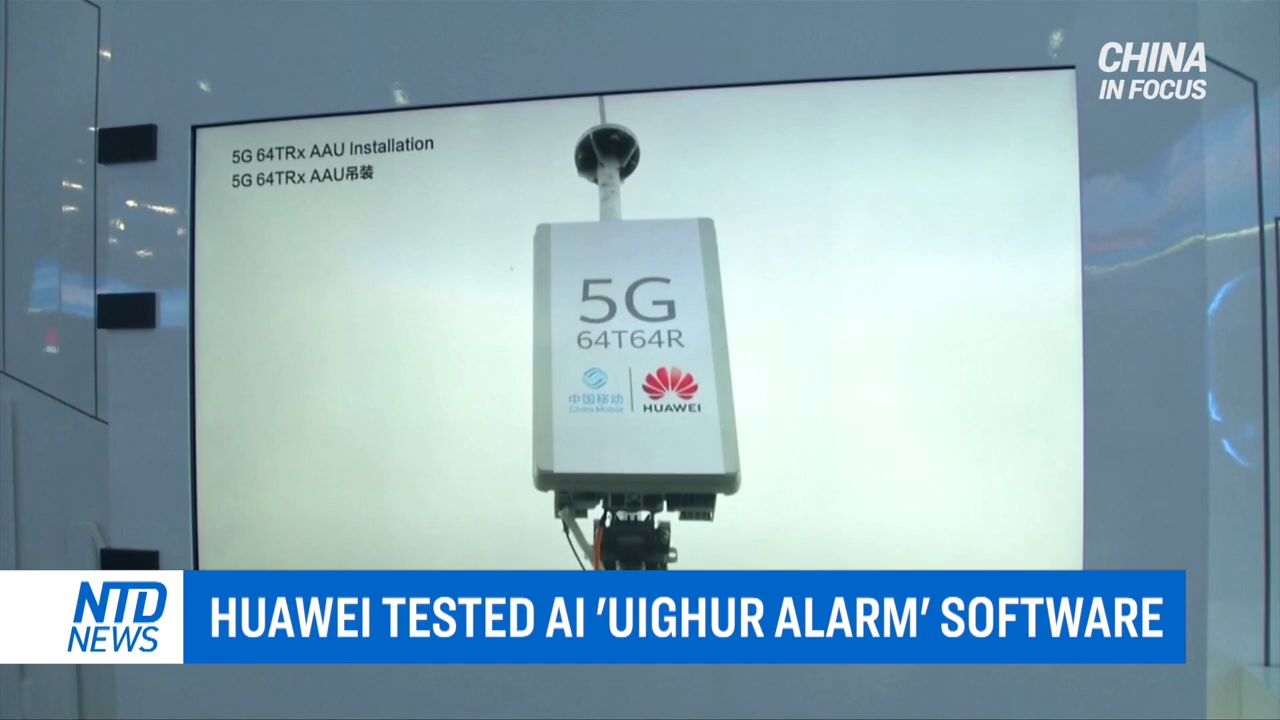 CHINA
IN FOCUS
5G 64TRx AAU Installation
5G 64TRx AAU吊装
5G
64T64R
中国移动
China Mobile
HUAWEI
NTD
NEWS
HUAWEI TESTED AI 'UIGHUR ALARM' SOFTWARE